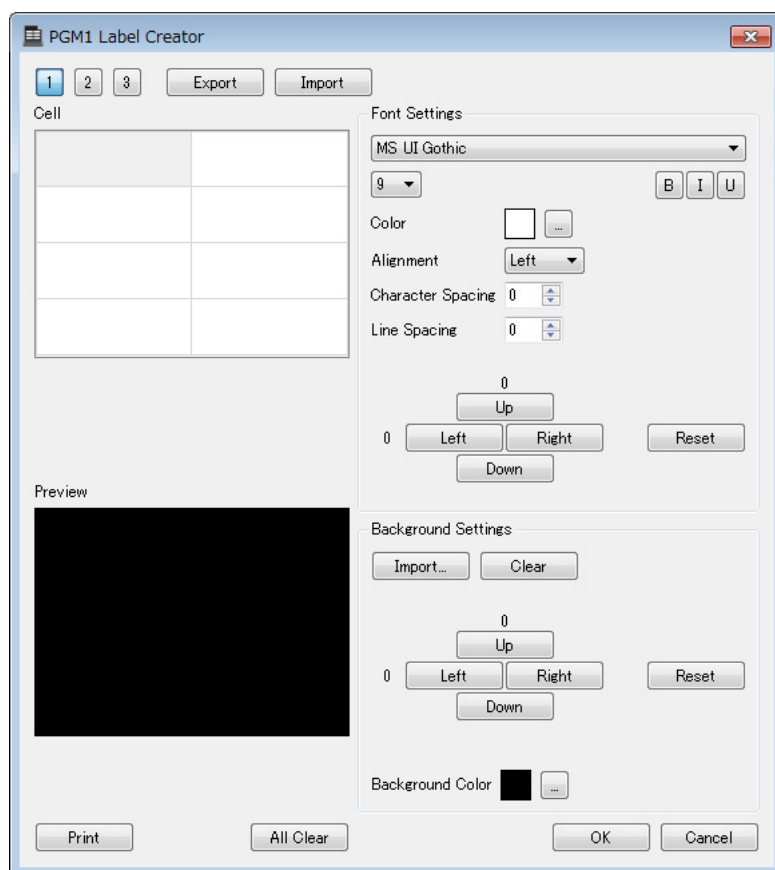 PGM1 Label Creator
1 2 3 Export Import
Cell
Font Settings
MS UI Gothic
9 B I U
Color ...
Alignment Left
Character Spacing 0
Line Spacing 0
0
Up
0 Left Right Reset
Down
Preview
Background Settings
Import... Clear
0
Up
0 Left Right Reset
Down
Background Color ...
Print All Clear OK Cancel